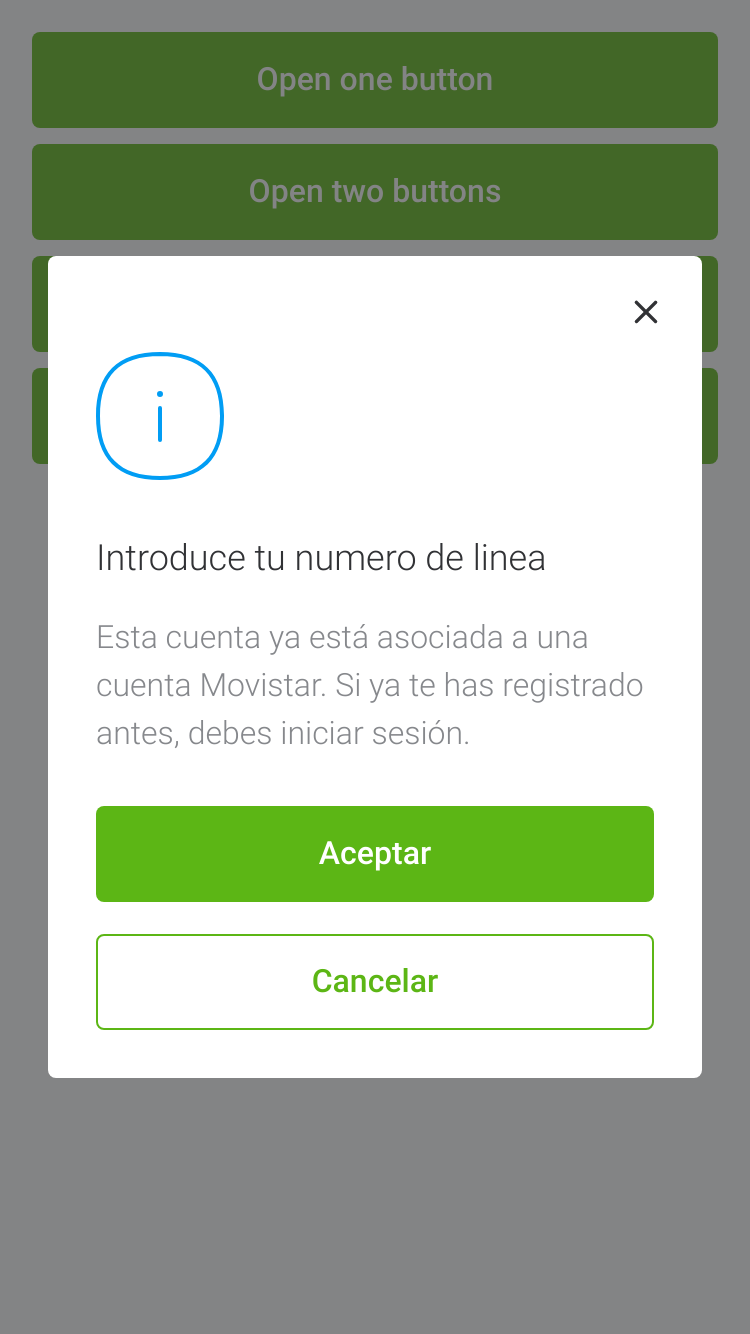 Open one button
Open two buttons
Introduce tu numero de linea
Esta cuenta ya está asociada a una
cuenta Movistar. Si ya te has registrado
antes, debes iniciar sesión.
Aceptar
Cancelar